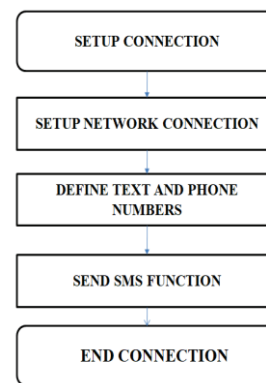 SETUP CONNECTION
SETUP NETWORK CONNECTION
DEFINE TEXT AND PHONE
NUMBERS
SEND SMS FUNCTION
END CONNECTION